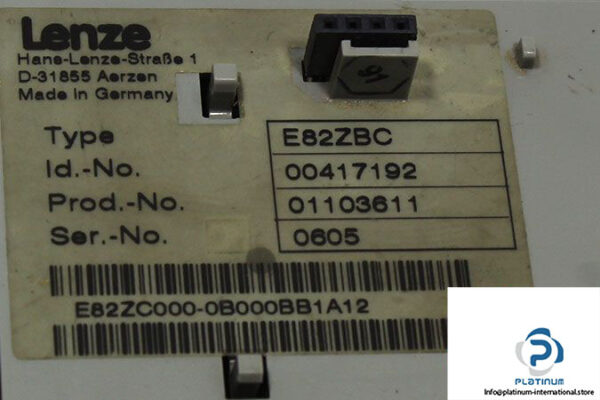 Lenze
Hans-Lenze-Straße 1
D-31855 Aerzen
Made in Germany
Type E82ZBC
Id.-No. 00417192
Prod.-No. 01103611
Ser.-No. 0605
E82ZC000-0B000BB1A12
PLATINUM
Info@platinum-international.store